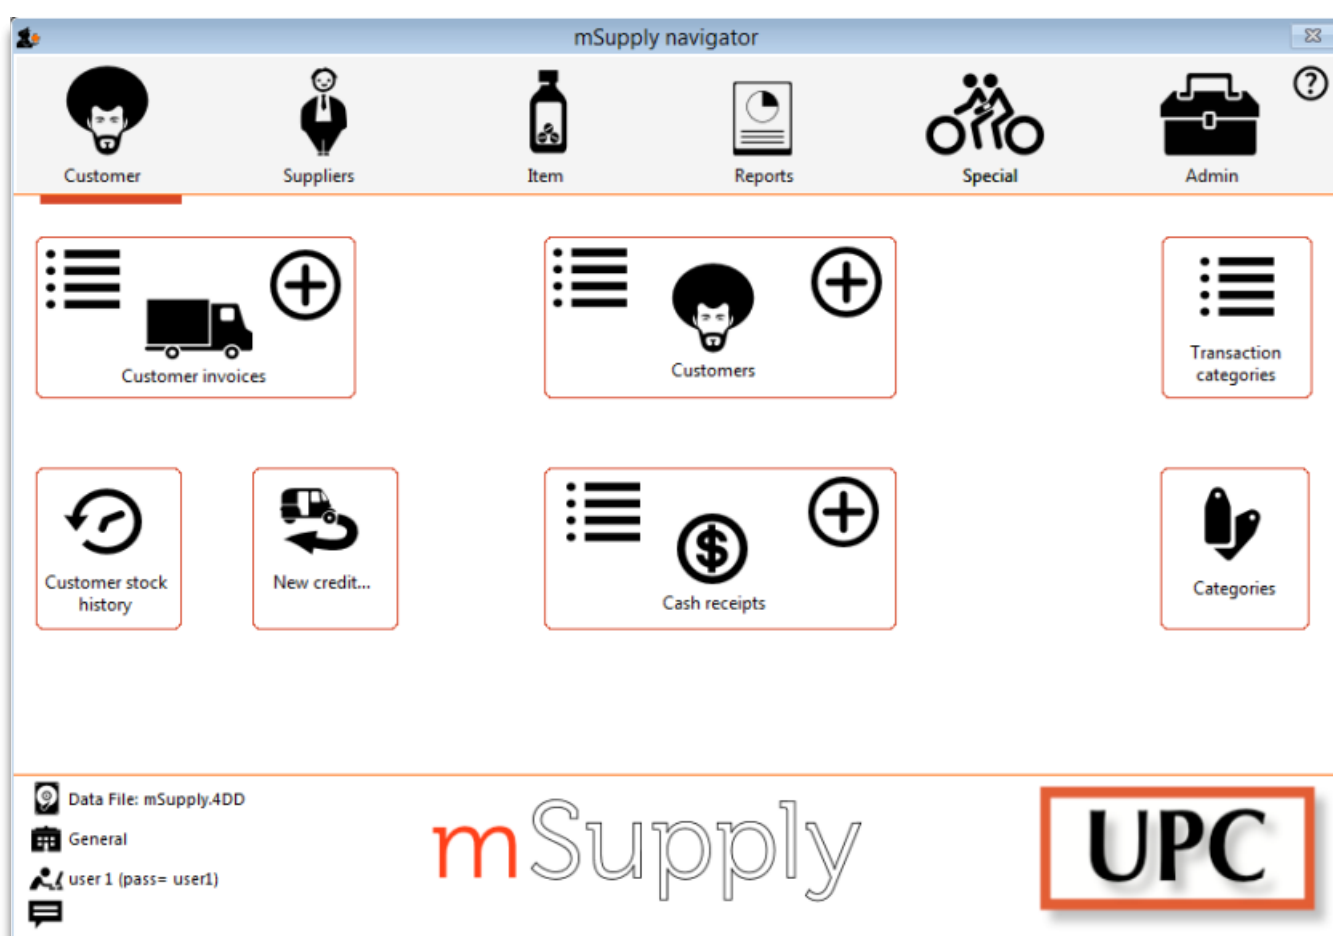 mSupply navigator
Customer
Suppliers
Item
Reports
Special
Admin
Customer invoices
Customers
Transaction
categories
Customer stock
history
New credit...
Cash receipts
Categories
Data File: mSupply.4DD
General
user 1 (pass= user1)
mSupply
UPC